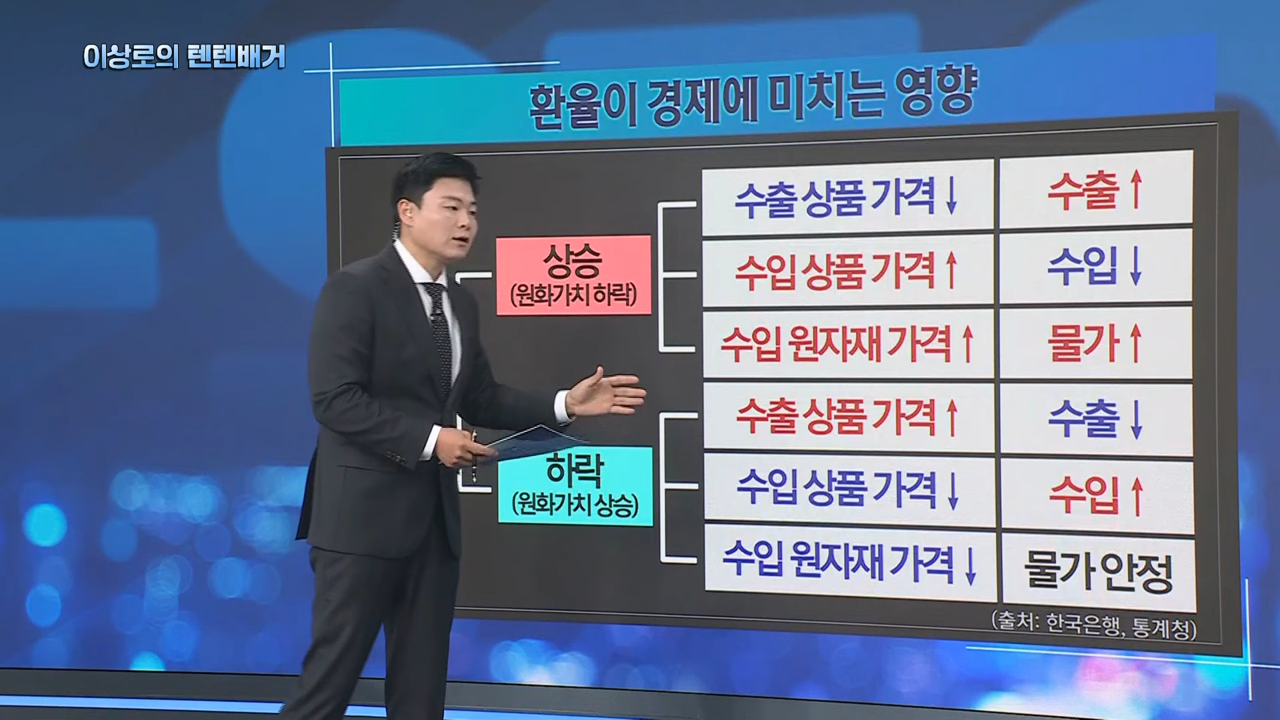 이상로의 텐텐배거
환율이 경제에 미치는 영향
상승
(원화가치 하락)
수출 상품 가격↓ 수출↑
수입 상품 가격↑ 수입↓
수입 원자재 가격↑ 물가↑
하락
(원화가치 상승)
수출 상품 가격↑ 수출↓
수입 상품 가격↓ 수입↑
수입 원자재 가격↓ 물가 안정
(출처: 한국은행, 통계청)